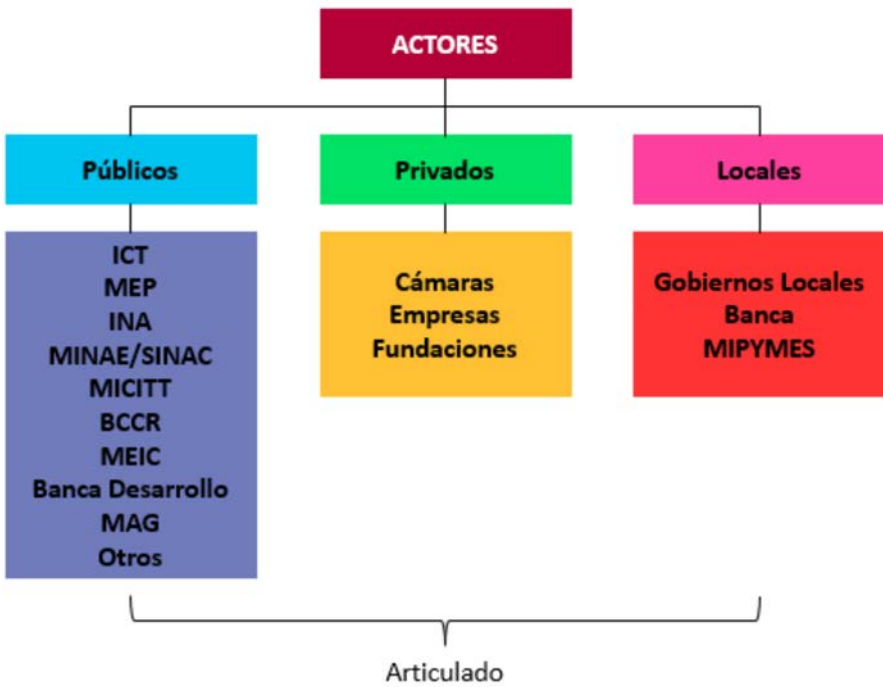 ACTORES
Públicos
Privados
Locales
ICT
MEP
INA
MINAE/SINAC
MICITT
BCCR
MEIC
Banca Desarrollo
MAG
Otros
Cámaras
Empresas
Fundaciones
Gobiernos Locales
Banca
MIPYMES
Articulado